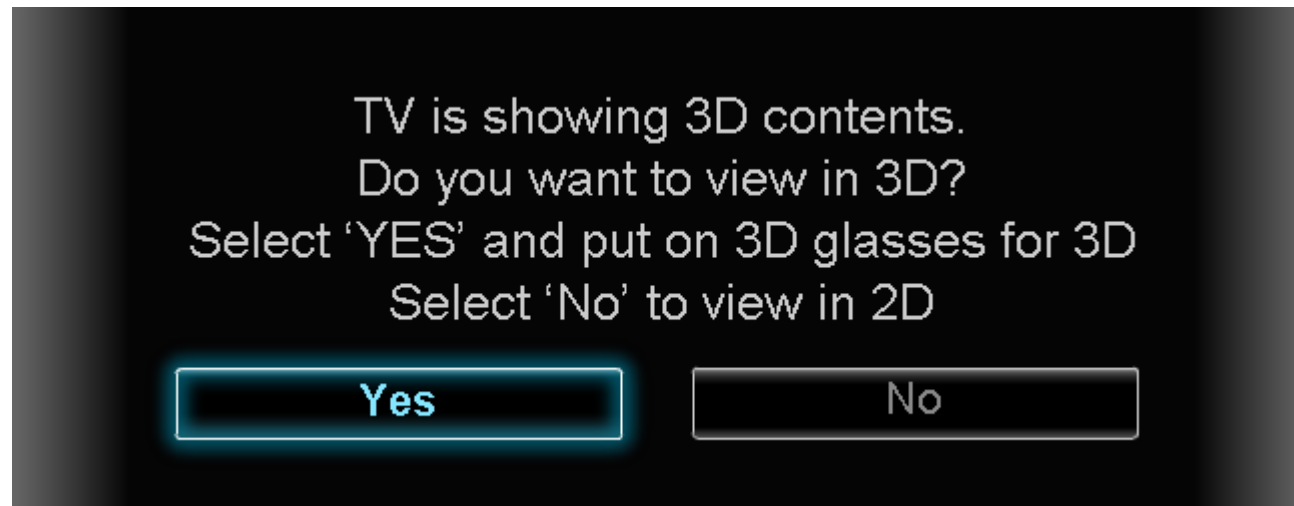 TV is showing 3D contents.
Do you want to view in 3D?
Select ‘YES’ and put on 3D glasses for 3D
Select ‘No’ to view in 2D
Yes
No